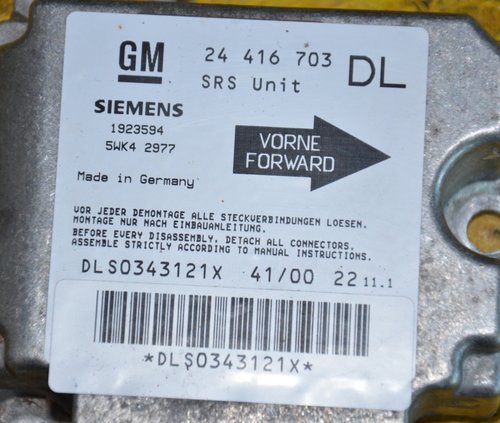 GM 24 416 703 DL
SRS Unit
SIEMENS
1923594
5WK4 2977
VORNE
FORWARD
Made in Germany
VOR JEDER DEMONTAGE ALLE STECKVERBINDUNGEN LOESEN.
MONTAGE NUR NACH EINBAUANLEITUNG.
BEFORE EVERY DISASSEMBLY, DETACH ALL CONNECTORS.
ASSEMBLE STRICTLY ACCORDING TO MANUAL INSTRUCTIONS.
DLS0343121X 41/00 22 11.1
*DLS0343121X*